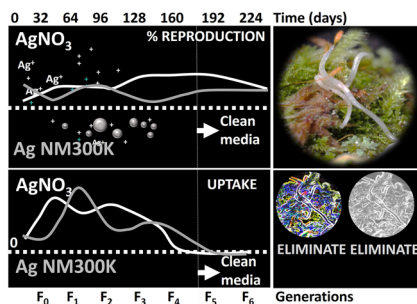 0 32 64 96 128 160 192 224 Time (days)
AgNO3 % REPRODUCTION
Ag+
Ag+
Ag+
Clean
media
Ag NM300K
AgNO3 UPTAKE
0
ELIMINATE ELIMINATE
Ag NM300K
Clean
media
F0 F1 F2 F3 F4 F5 F6 Generations